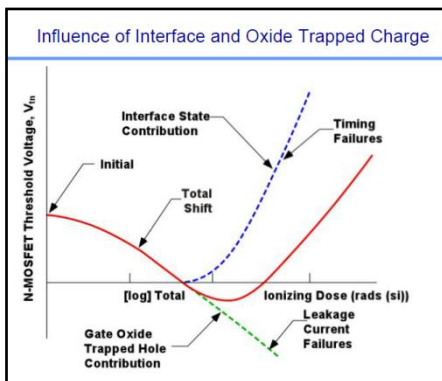 Influence of Interface and Oxide Trapped Charge
N-MOSFET Threshold Voltage, Vtn
Interface State
Contribution
Timing
Failures
Initial
Total
Shift
[log] Total
Ionizing Dose (rads (si))
Gate Oxide
Trapped Hole
Contribution
Leakage
Current
Failures